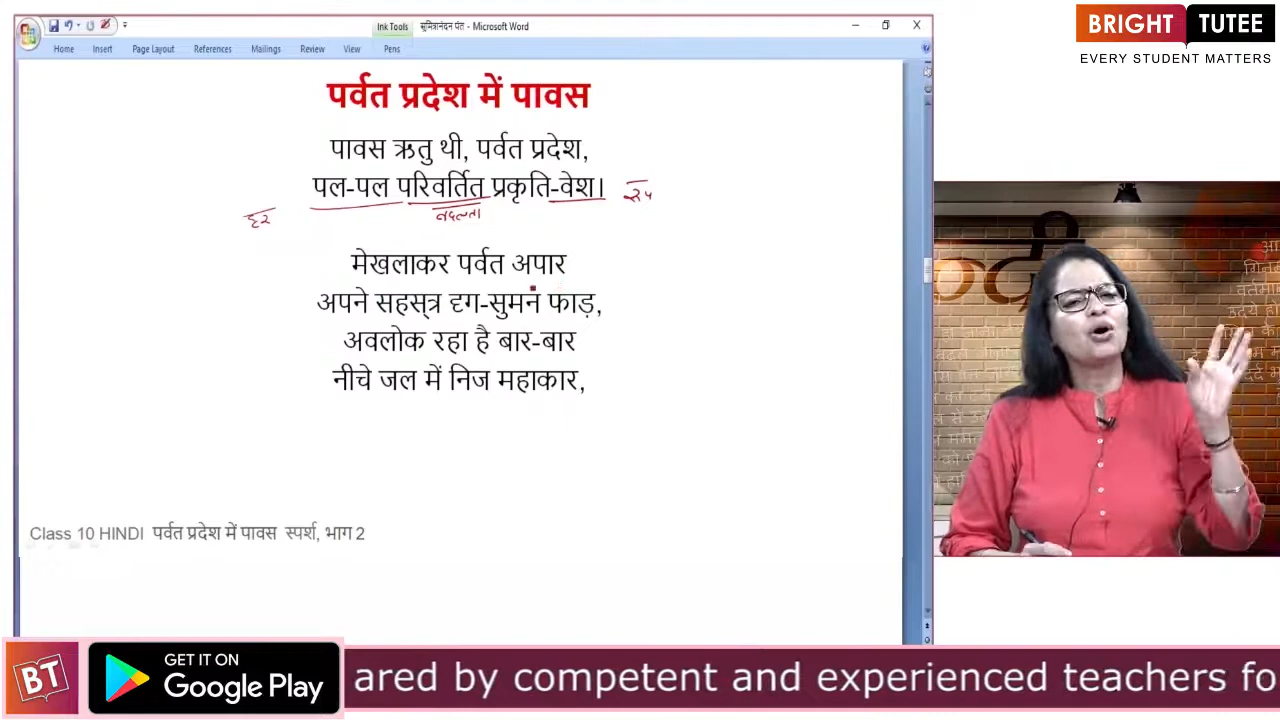 सुमित्रानंदन पंत - Microsoft Word
Ink Tools
Home Insert Page Layout References Mailings Review View Pens
BRIGHT TUTEE
EVERY STUDENT MATTERS
पर्वत प्रदेश में पावस
पावस ऋतु थी, पर्वत प्रदेश,
पल-पल परिवर्तित प्रकृति-वेश।
हर बदलता रूप
मेखलाकर पर्वत अपार
अपने सहस्त्र दृग-सुमन फाड़,
अवलोक रहा है बार-बार
नीचे जल में निज महाकार,
Class 10 HINDI पर्वत प्रदेश में पावस स्पर्श, भाग 2
BT
GET IT ON
Google Play
ared by competent and experienced teachers fo